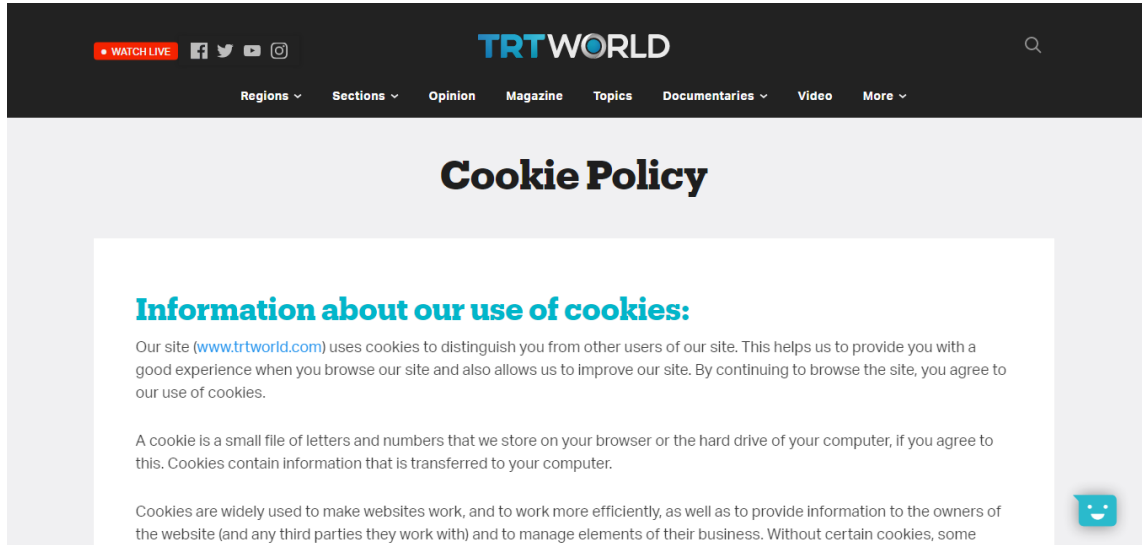 WATCH LIVE
TRTWORLD
Regions
Sections
Opinion
Magazine
Topics
Documentaries
Video
More
Cookie Policy
Information about our use of cookies:
Our site (www.trtworld.com) uses cookies to distinguish you from other users of our site. This helps us to provide you with a
good experience when you browse our site and also allows us to improve our site. By continuing to browse the site, you agree to
our use of cookies.
A cookie is a small file of letters and numbers that we store on your browser or the hard drive of your computer, if you agree to
this. Cookies contain information that is transferred to your computer.
Cookies are widely used to make websites work, and to work more efficiently, as well as to provide information to the owners of
the website (and any third parties they work with) and to manage elements of their business. Without certain cookies, some